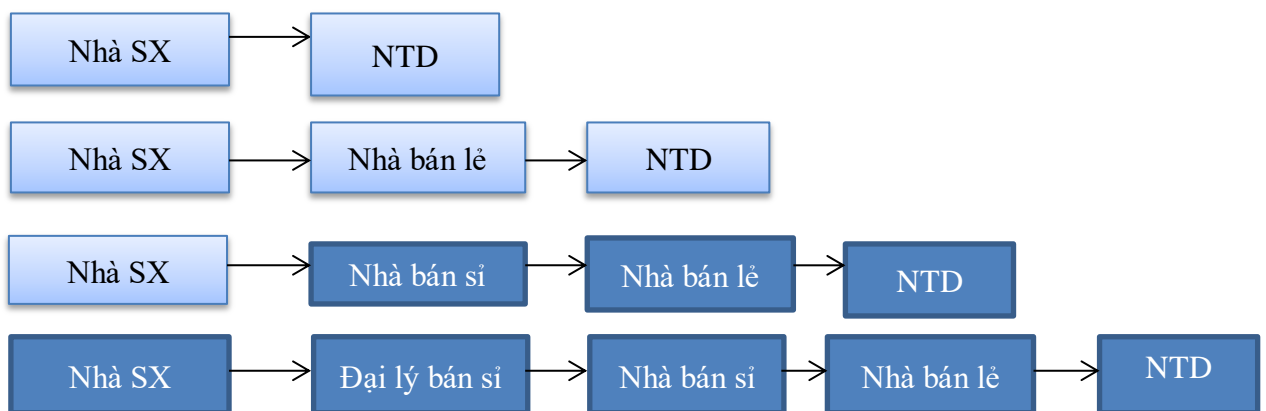 Nhà SX NTD
Nhà SX Nhà bán lẻ NTD
Nhà SX Nhà bán sỉ Nhà bán lẻ NTD
Nhà SX Đại lý bán sỉ Nhà bán sỉ Nhà bán lẻ NTD